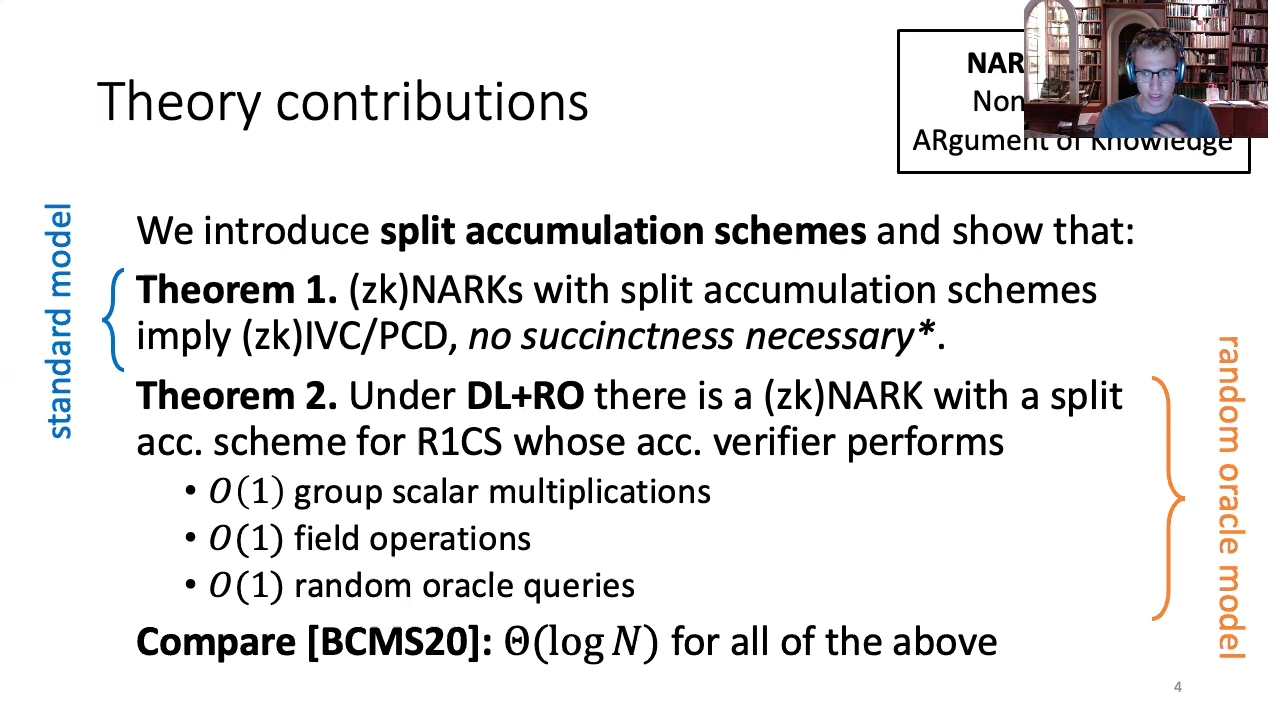 Theory contributions
NAR
Non
ARgument of Knowledge
standard model
We introduce split accumulation schemes and show that:
Theorem 1. (zk)NARKs with split accumulation schemes
imply (zk)IVC/PCD, no succinctness necessary*.
Theorem 2. Under DL+RO there is a (zk)NARK with a split
acc. scheme for R1CS whose acc. verifier performs
• O(1) group scalar multiplications
• O(1) field operations
• O(1) random oracle queries
Compare [BCMS20]: Θ(log N) for all of the above
random oracle model
4